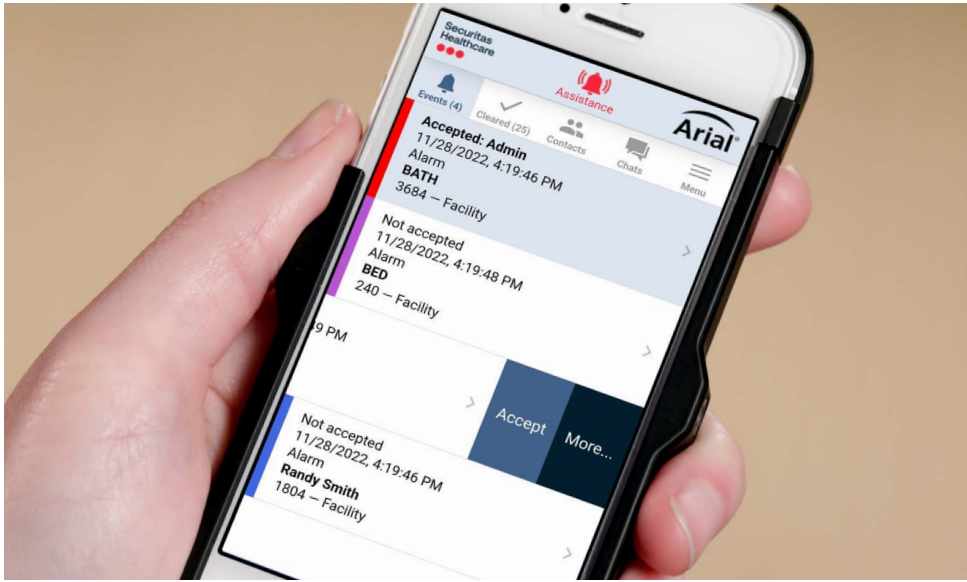 Securitas
Healthcare
Assistance
Arial
Events (4)
Cleared (25)
Contacts
Chats
Menu
Accepted: Admin
11/28/2022, 4:19:46 PM
Alarm
BATH
3684 — Facility
Not accepted
11/28/2022, 4:19:48 PM
Alarm
BED
240 — Facility
9 PM
Accept
More...
Not accepted
11/28/2022, 4:19:46 PM
Alarm
Randy Smith
1804 — Facility